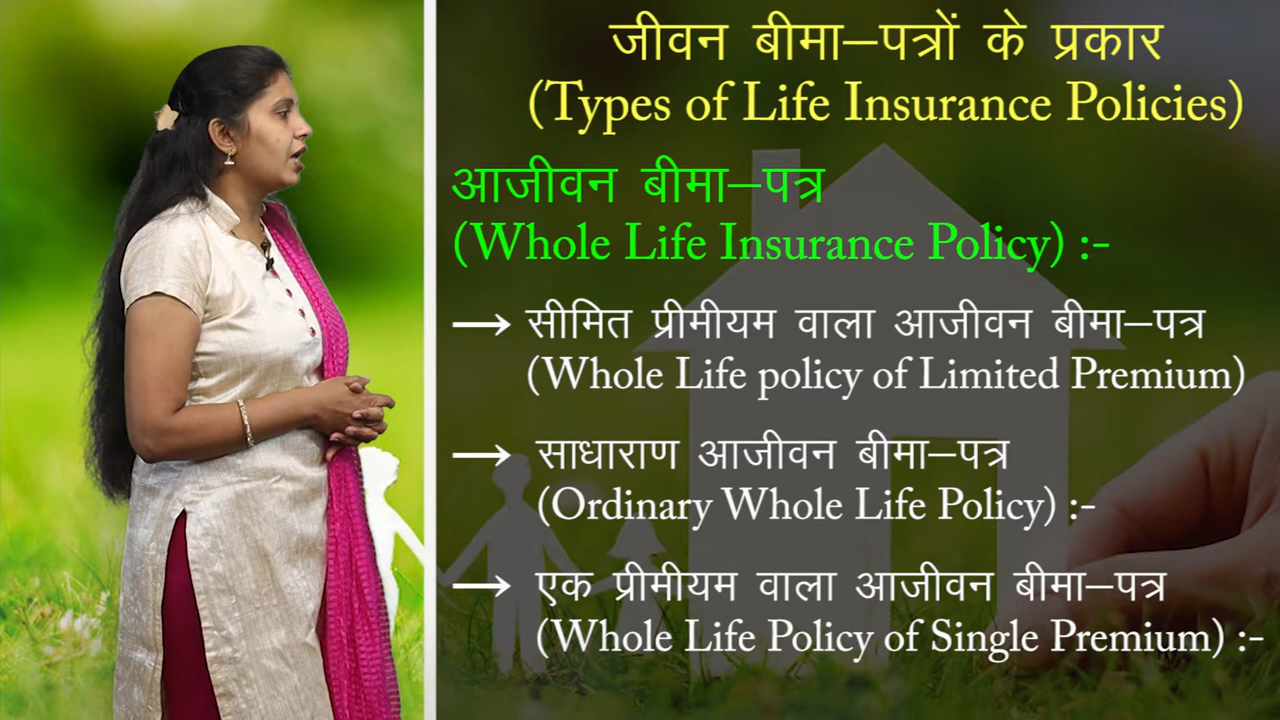 जीवन बीमा–पत्रों के प्रकार
(Types of Life Insurance Policies)
आजीवन बीमा–पत्र
(Whole Life Insurance Policy) :-
→ सीमित प्रीमीयम वाला आजीवन बीमा–पत्र
(Whole Life policy of Limited Premium)
→ साधाराण आजीवन बीमा–पत्र
(Ordinary Whole Life Policy) :-
→ एक प्रीमीयम वाला आजीवन बीमा–पत्र
(Whole Life Policy of Single Premium) :-